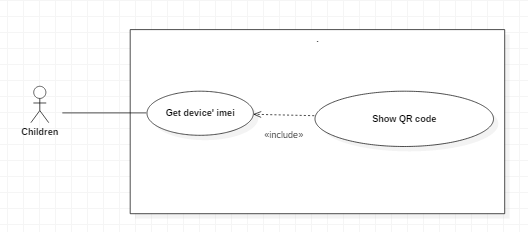 .
Get device' imei
Show QR code
«include»
Children